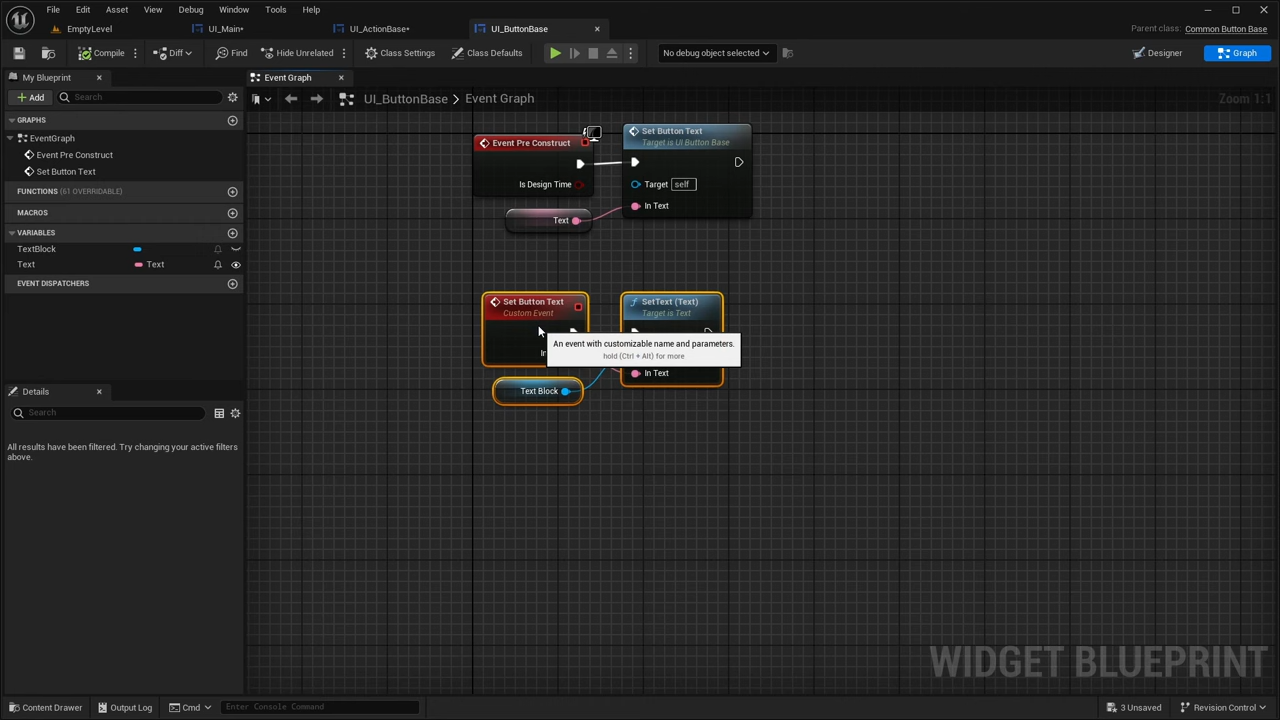 File Edit Asset View Debug Window Tools Help
EmptyLevel UI_Main* UI_ActionBase* UI_ButtonBase
Parent class: Common Button Base
Compile Diff Find Hide Unrelated Class Settings Class Defaults No debug object selected Designer Graph
My Blueprint Event Graph
Add Search
UI_ButtonBase > Event Graph
Zoom 1:1
GRAPHS
EventGraph
Event Pre Construct
Set Button Text
FUNCTIONS (61 OVERRIDABLE)
MACROS
VARIABLES
TextBlock
Text Text
EVENT DISPATCHERS
Event Pre Construct
Is Design Time
Text
Set Button Text
Target is UI Button Base
Target self
In Text
Set Button Text
Custom Event
In
Text Block
SetText (Text)
Target is Text
In Text
An event with customizable name and parameters.
hold (Ctrl + Alt) for more
Details
Search
All results have been filtered. Try changing your active filters
above.
WIDGET BLUEPRINT
Content Drawer Output Log Cmd Enter Console Command 3 Unsaved Revision Control